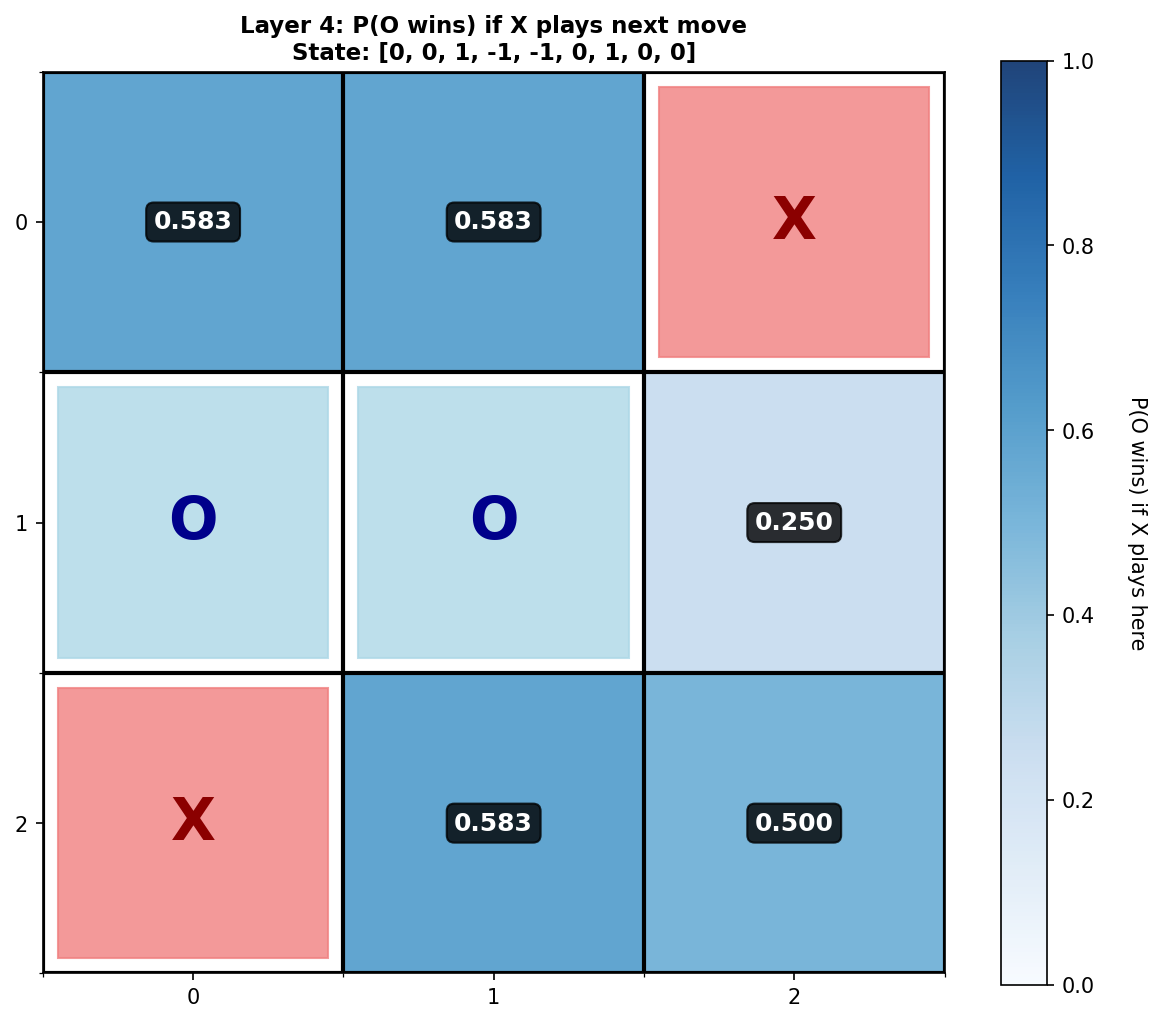 Layer 4: P(O wins) if X plays next move
State: [0, 0, 1, -1, -1, 0, 1, 0, 0]
0
0.583
0.583
X
1
O
O
0.250
2
X
0.583
0.500
0
1
2
1.0
0.8
0.6
0.4
0.2
0.0
P(O wins) if X plays here